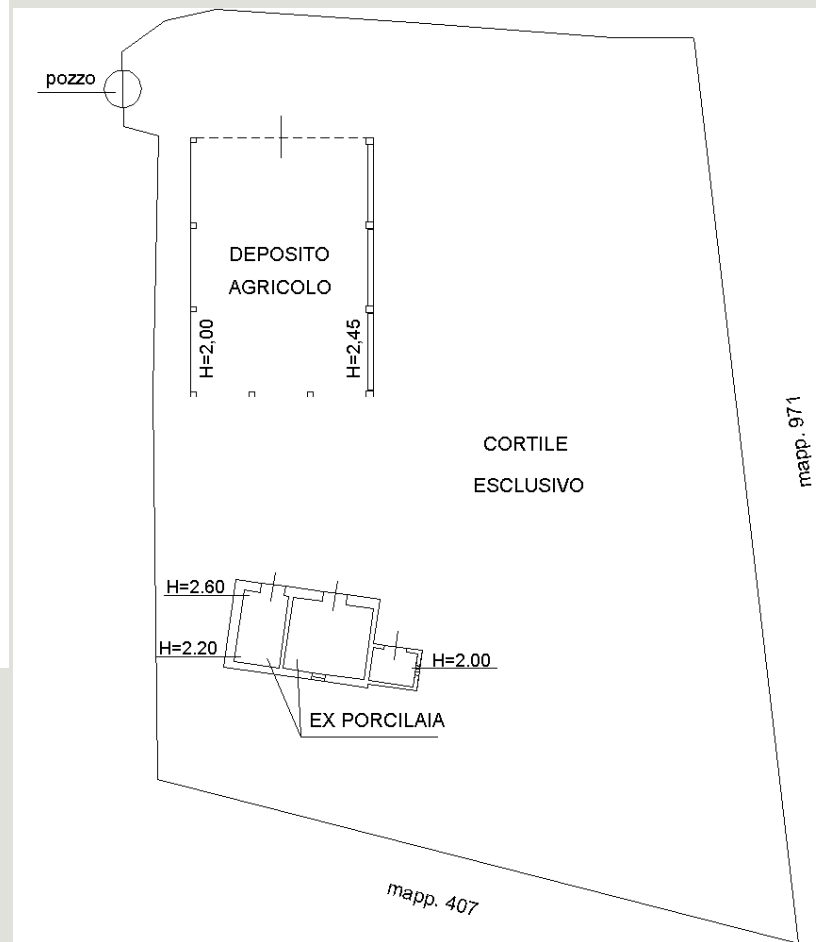 pozzo
DEPOSITO
AGRICOLO
H=2,00
H=2,45
mapp. 971
CORTILE
ESCLUSIVO
H=2.60
H=2.20
H=2.00
EX PORCILAIA
mapp. 407